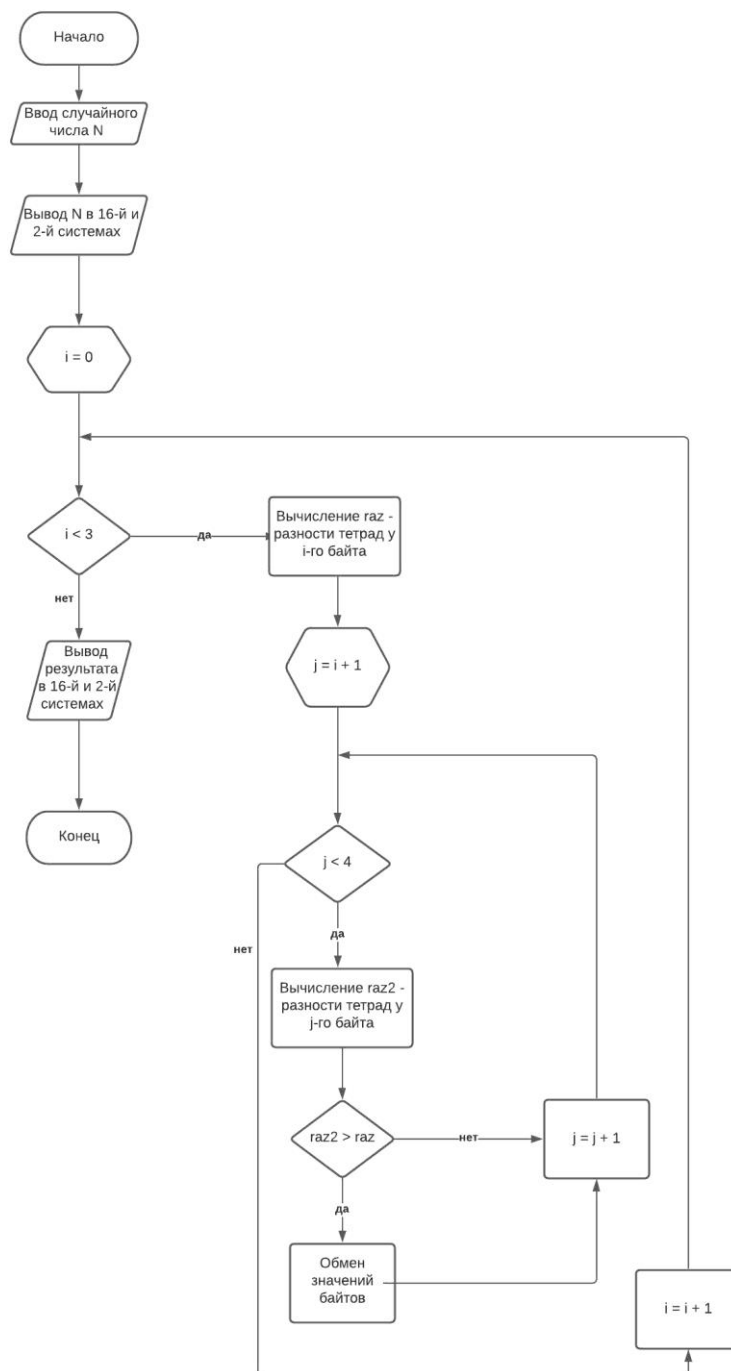 Начало
Ввод случайного
числа N
Вывод N в 16-й и
2-й системах
i = 0
i < 3
да
Вычисление raz -
разности тетрад у
i-го байта
нет
Вывод
результата
в 16-й и 2-й
системах
j = i + 1
Конец
j < 4
да
нет
Вычисление raz2 -
разности тетрад у
j-го байта
raz2 > raz
нет
j = j + 1
да
Обмен
значений
байтов
i = i + 1